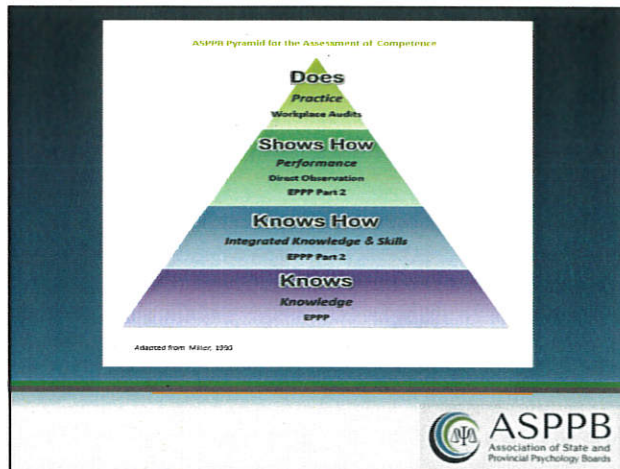 ASPPB Pyramid for the Assessment of Competence
Does
Practice
Workplace Audits
Shows How
Performance
Direct Observation
EPPP Part 2
Knows How
Integrated Knowledge & Skills
EPPP Part 2
Knows
Knowledge
EPPP
Adapted from Miller, 1990
ASPPB
Association of State and
Provincial Psychology Boards